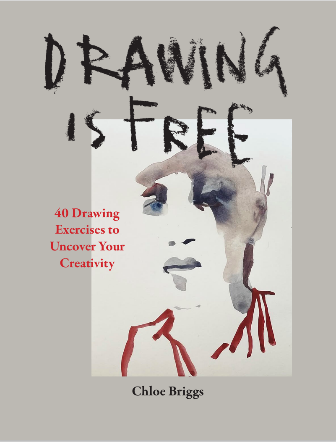 DRAWING
IS FREE
40 Drawing
Exercises to
Uncover Your
Creativity
Chloe Briggs